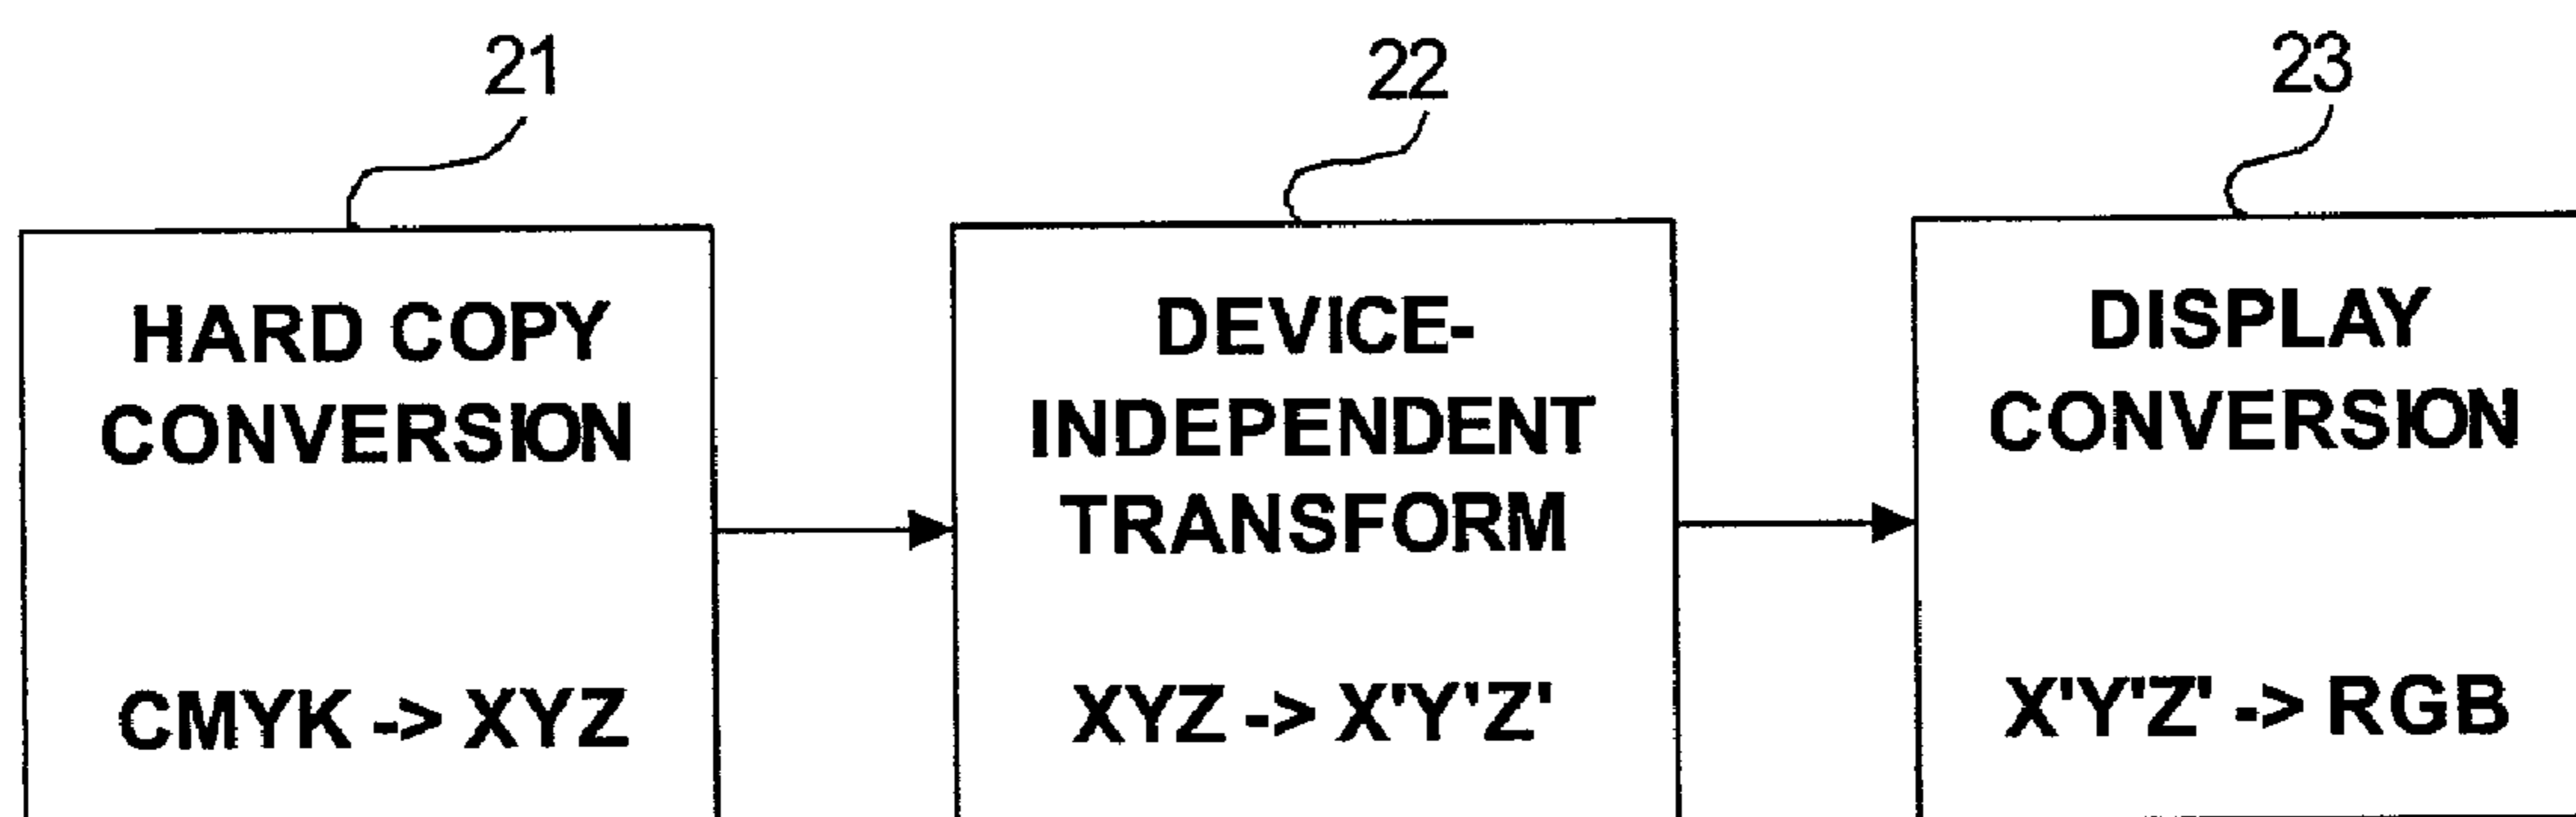 21
22
23
HARD COPY
CONVERSION
CMYK -> XYZ
DEVICE-
INDEPENDENT
TRANSFORM
XYZ -> X'Y'Z'
DISPLAY
CONVERSION
X'Y'Z' -> RGB